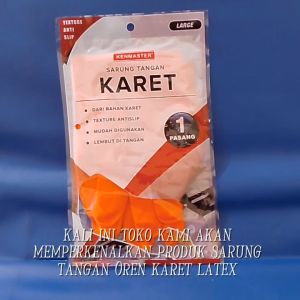 TEXTURE
ANTI
SLIP
LARGE
KENMASTER
SARUNG TANGAN
KARET
• DARI BAHAN KARET
• TEXTURE ANTISLIP
• MUDAH DIGUNAKAN
• LEMBUT DI TANGAN
1
PASANG
KALI INI TOKO KAMI AKAN
MEMPERKENALKAN PRODUK SARUNG
TANGAN OREN KARET LATEX